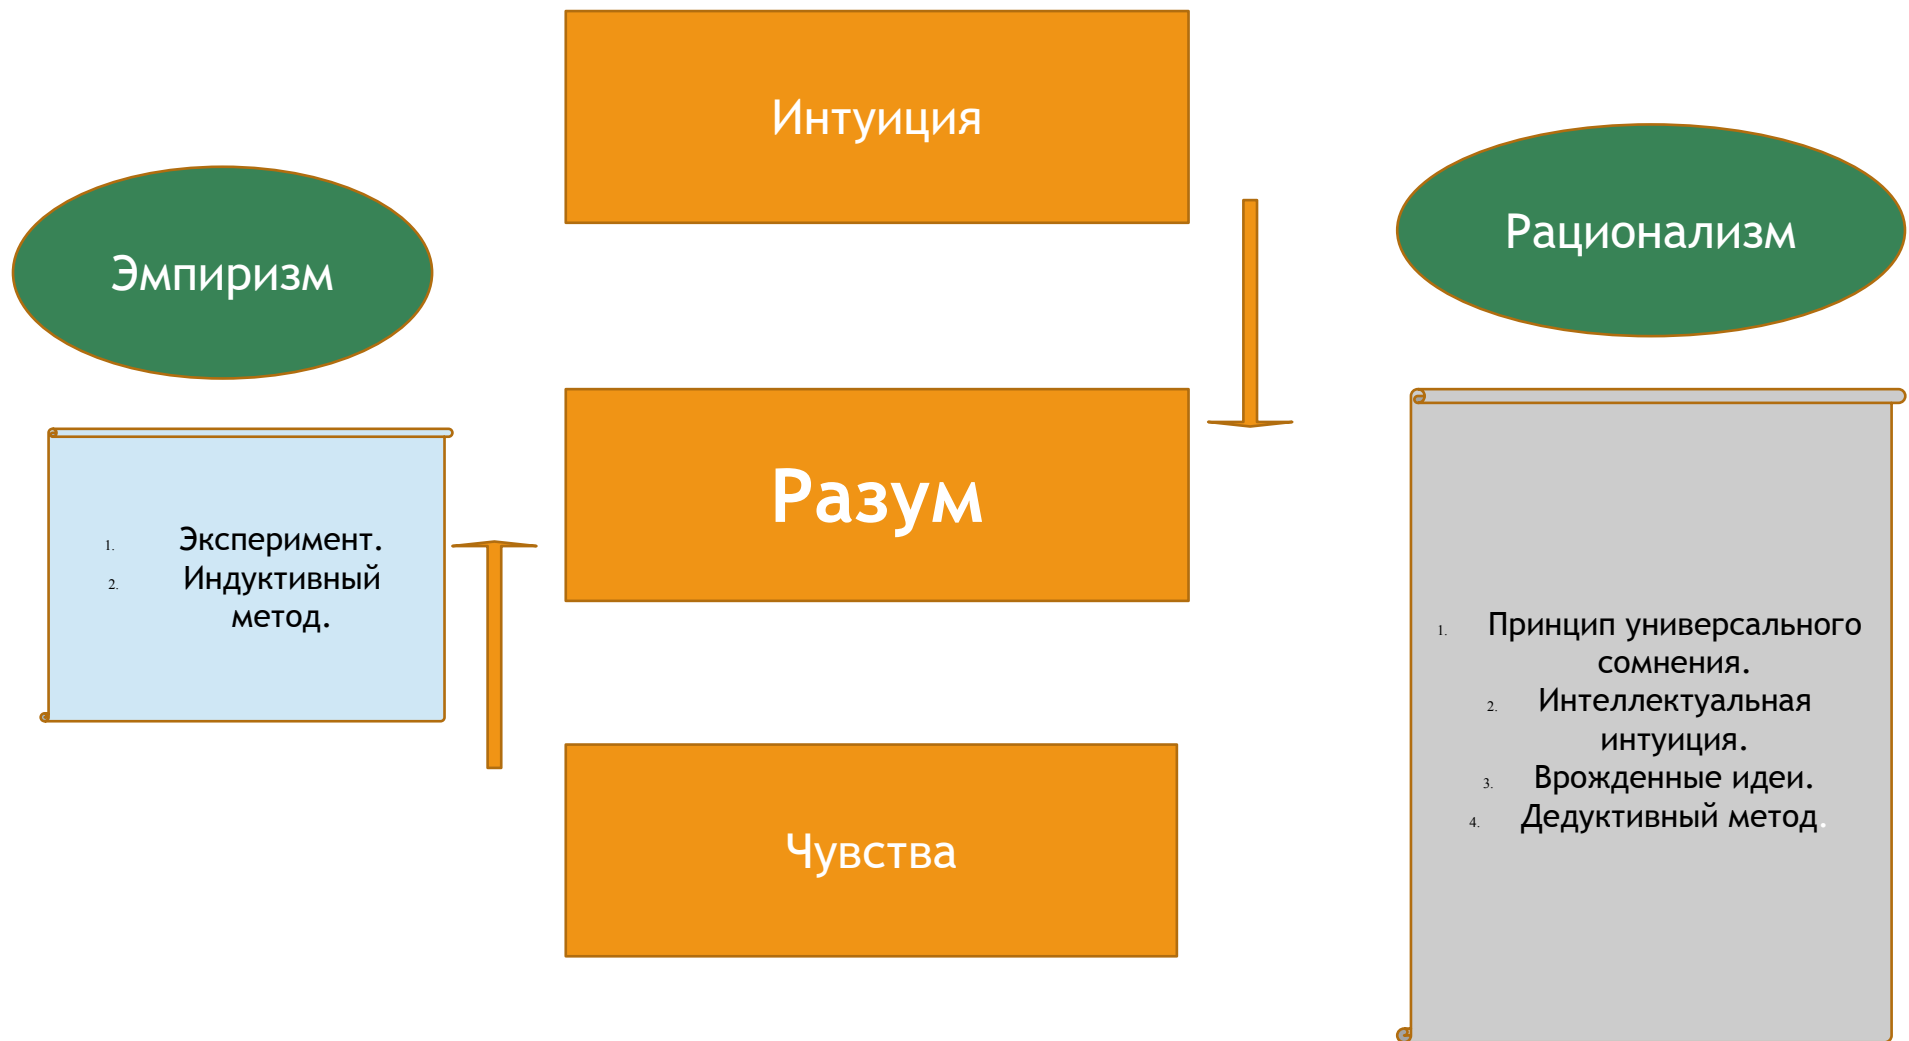 Интуиция
Эмпиризм
Рационализм
Разум
1. Эксперимент.
2. Индуктивный
метод.
Чувства
1. Принцип универсального
сомнения.
2. Интеллектуальная
интуиция.
3. Врожденные идеи.
4. Дедуктивный метод.